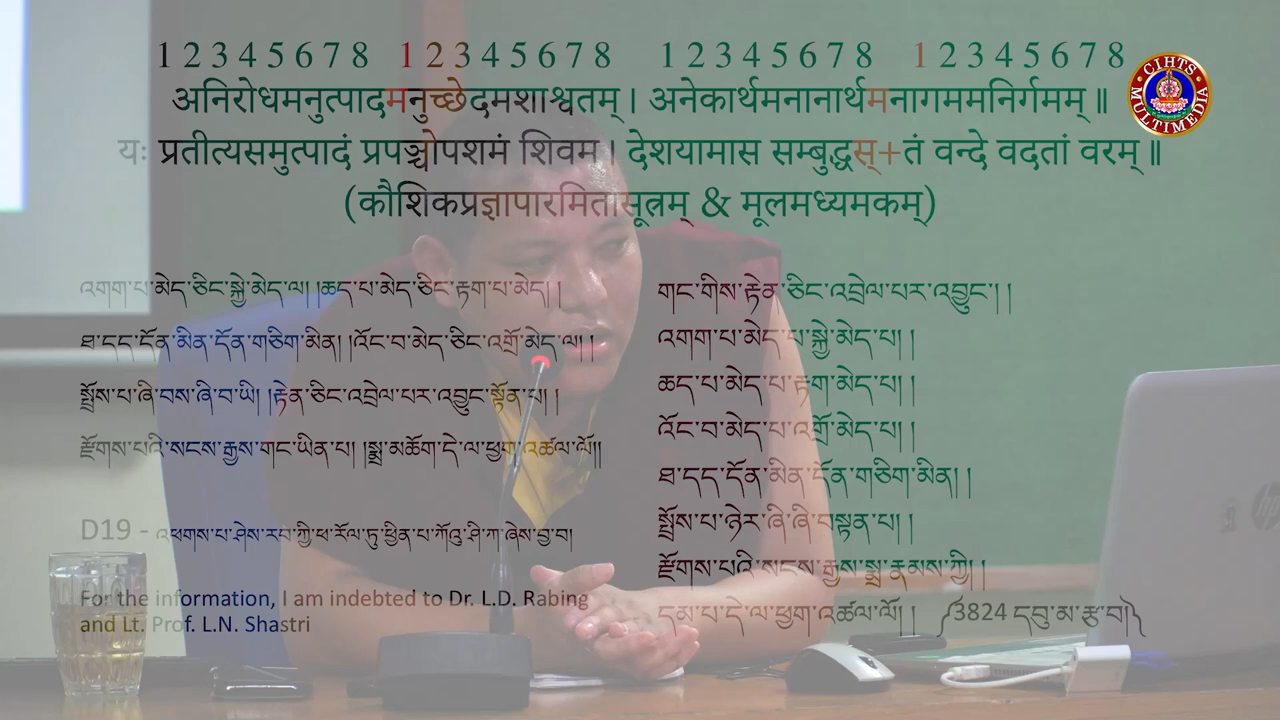 1 2 3 4 5 6 7 8 1 2 3 4 5 6 7 8 1 2 3 4 5 6 7 8 1 2 3 4 5 6 7 8
अनिरोधमनुत्पादमनुच्छेदमशाश्वतम् । अनेकार्थमनानार्थमनागममनिर्गमम् ॥
यः प्रतीत्यसमुत्पादं प्रपञ्चोपशमं शिवम् । देशयामास सम्बुद्धस्+तं वन्दे वदतां वरम् ॥
(कौशिकप्रज्ञापारमितासूत्रम् & मूलमध्यमकम्)
CIHTS MULTIMEDIA
འགག་པ་མེད་ཅིང་སྐྱེ་མེད་ལ། །ཆད་པ་མེད་ཅིང་རྟག་པ་མེད། །
ཐ་དད་དོན་མིན་དོན་གཅིག་མིན། །འོང་བ་མེད་ཅིང་འགྲོ་མེད་ལ། །
སྤྲོས་པ་ཞི་བས་ཞི་བ་ཡི། །རྟེན་ཅིང་འབྲེལ་པར་འབྱུང་སྟོན་པ། །
རྫོགས་པའི་སངས་རྒྱས་གང་ཡིན་པ། །སྨྲ་མཆོག་དེ་ལ་ཕྱག་འཚལ་ལོ།།
D19 - འཕགས་པ་ཤེས་རབ་ཀྱི་ཕ་རོལ་ཏུ་ཕྱིན་པ་ཀཽའུ་ཤི་ཀ་ཞེས་བྱ་བ།
For the information, I am indebted to Dr. L.D. Rabing
and Lt. Prof. L.N. Shastri
གང་གིས་རྟེན་ཅིང་འབྲེལ་པར་འབྱུང་། །
འགག་པ་མེད་པ་སྐྱེ་མེད་པ། །
ཆད་པ་མེད་པ་རྟག་མེད་པ། །
འོང་བ་མེད་པ་འགྲོ་མེད་པ། །
ཐ་དད་དོན་མིན་དོན་གཅིག་མིན། །
སྤྲོས་པ་ཉེར་ཞི་ཞི་བསྟན་པ། །
རྫོགས་པའི་སངས་རྒྱས་སྨྲ་རྣམས་ཀྱི། །
དམ་པ་དེ་ལ་ཕྱག་འཚལ་ལོ། ། ༼3824 དབུ་མ་རྩ་བ།༽